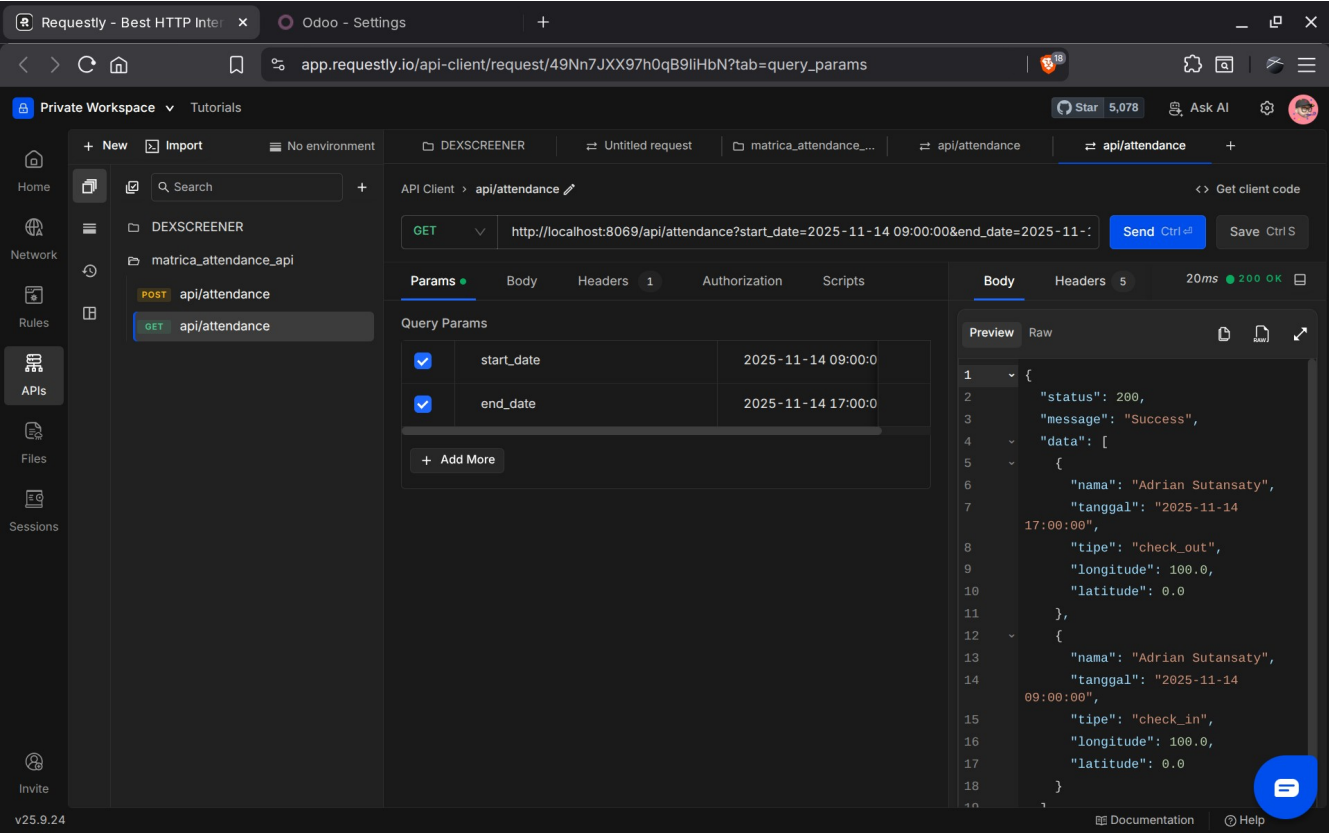 Requestly - Best HTTP Inter
Odoo - Settings
app.requestly.io/api-client/request/49Nn7JXX97h0qB9IiHbN?tab=query_params
18
Private Workspace
Tutorials
Star 5,078
Ask AI
Home
Network
Rules
APIs
Files
Sessions
Invite
v25.9.24
+ New
Import
No environment
Search
+
DEXSCREENER
matrica_attendance_api
POST api/attendance
GET api/attendance
DEXSCREENER
Untitled request
matrica_attendance_...
api/attendance
api/attendance
+
API Client > api/attendance
<> Get client code
GET
http://localhost:8069/api/attendance?start_date=2025-11-14 09:00:00&end_date=2025-11-1
Send Ctrl⏎
Save Ctrl S
Params
Body
Headers 1
Authorization
Scripts
Query Params
start_date
2025-11-14 09:00:0
end_date
2025-11-14 17:00:0
+ Add More
Body
Headers 5
20ms
200 OK
Preview
Raw
RAW
1 {
2 "status": 200,
3 "message": "Success",
4 "data": [
5 {
6 "nama": "Adrian Sutansaty",
7 "tanggal": "2025-11-14
17:00:00",
8 "tipe": "check_out",
9 "longitude": 100.0,
10 "latitude": 0.0
11 },
12 {
13 "nama": "Adrian Sutansaty",
14 "tanggal": "2025-11-14
09:00:00",
15 "tipe": "check_in",
16 "longitude": 100.0,
17 "latitude": 0.0
18 }
19 ]
Documentation
Help